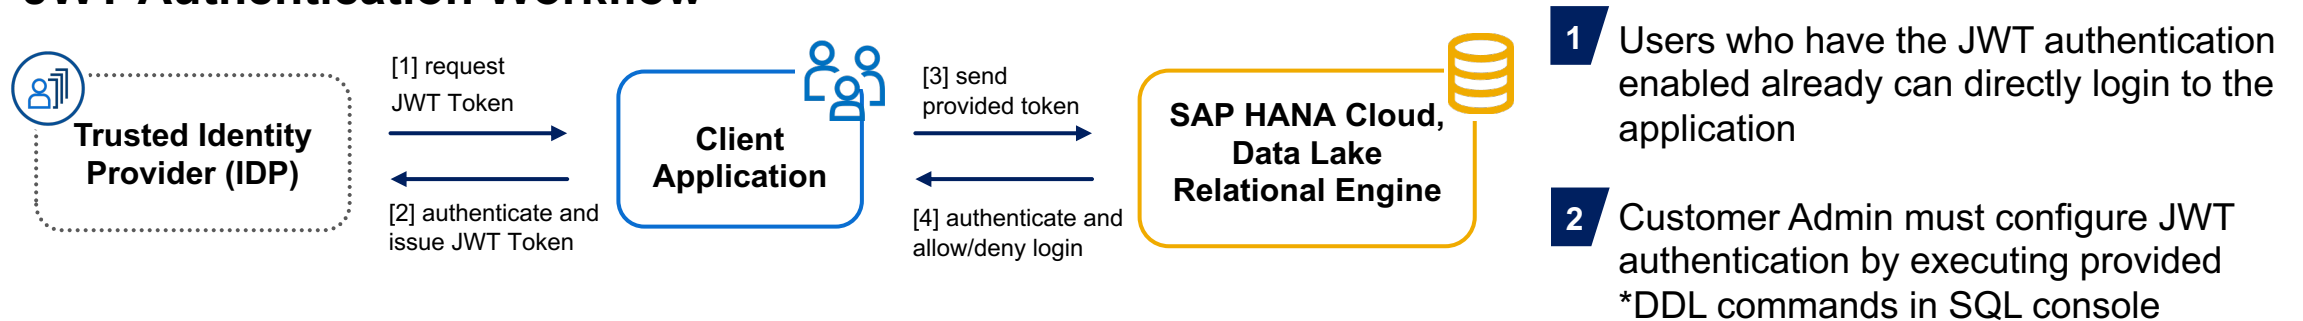 JWT Authentication Workflow
[1] request
JWT Token
Trusted Identity
Provider (IDP)
[2] authenticate and
issue JWT Token
Client
Application
[3] send
provided token
[4] authenticate and
allow/deny login
SAP HANA Cloud,
Data Lake
Relational Engine
1
Users who have the JWT authentication
enabled already can directly login to the
application
2
Customer Admin must configure JWT
authentication by executing provided
*DDL commands in SQL console